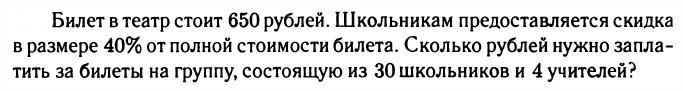 Билет в театр стоит 650 рублей. Школьникам предоставляется скидка
в размере 40% от полной стоимости билета. Сколько рублей нужно запла-
тить за билеты на группу, состоящую из 30 школьников и 4 учителей?